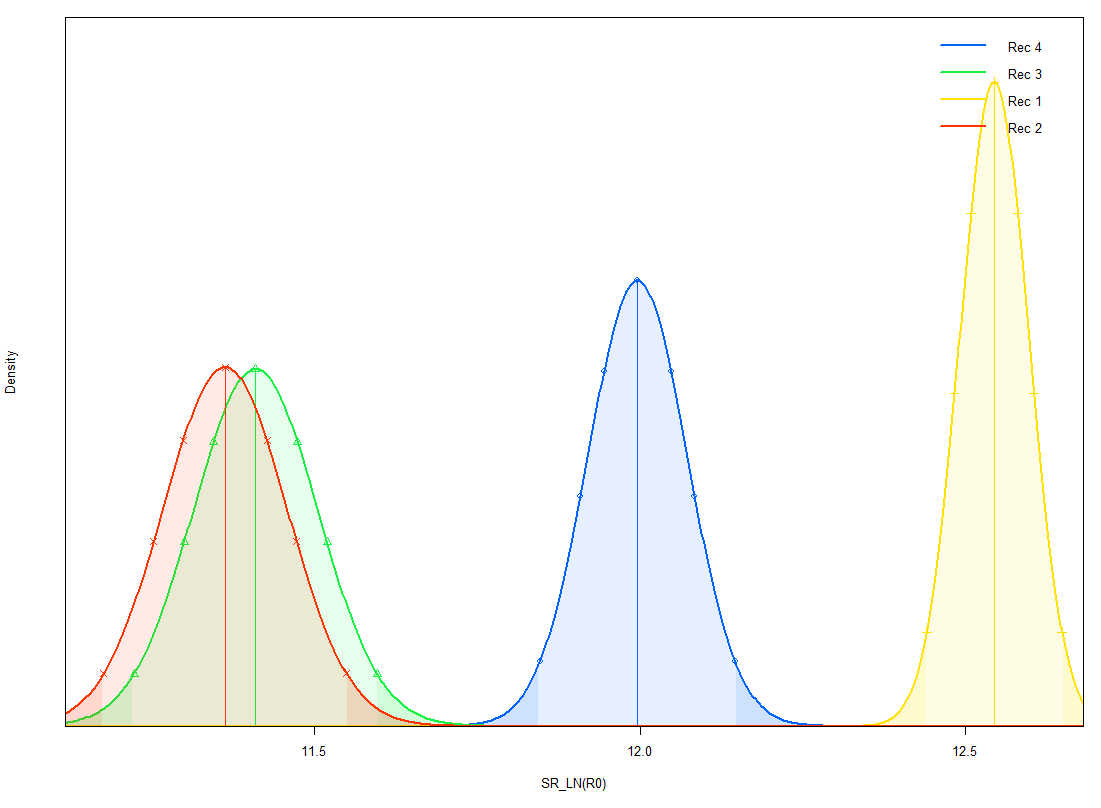 Rec 4
Rec 3
Rec 1
Rec 2
Density
11.5
12.0
12.5
SR_LN(R0)